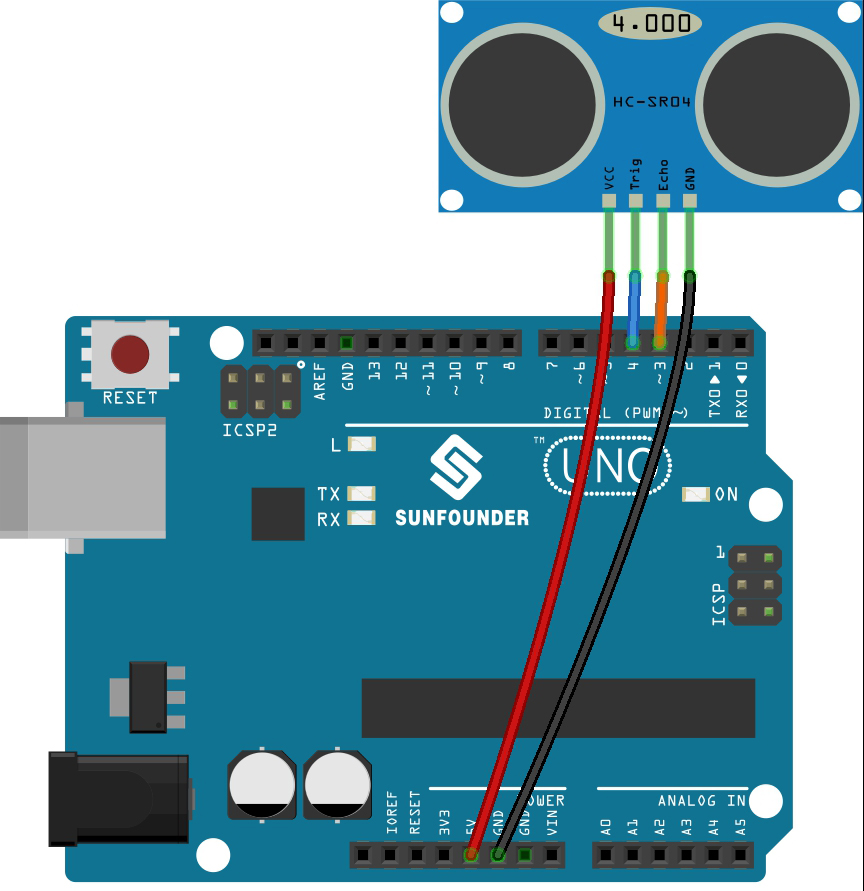 4.000
HC-SR04
VCC
Trig
Echo
GND
RESET
ICSP2
AREF
GND
13
12
~11
~10
~9
8
7
~6
4
~3
2
TX0▶1
RX0◀0
DIGITAL (PWM ~)
L
TX
RX
SUNFOUNDER
TM
UNO
ON
1
ICSP
IOREF
RESET
3V3
5V
GND
GND
VIN
POWER
ANALOG IN
A0
A1
A2
A3
A4
A5